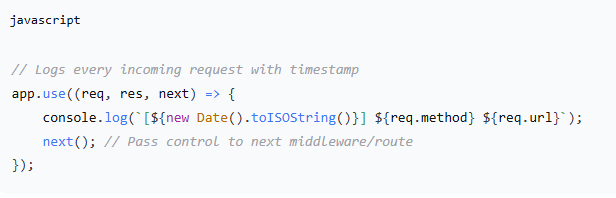 javascript
// Logs every incoming request with timestamp
app.use((req, res, next) => {
    console.log(`[${new Date().toISOString()}] ${req.method} ${req.url}`);
    next(); // Pass control to next middleware/route
});